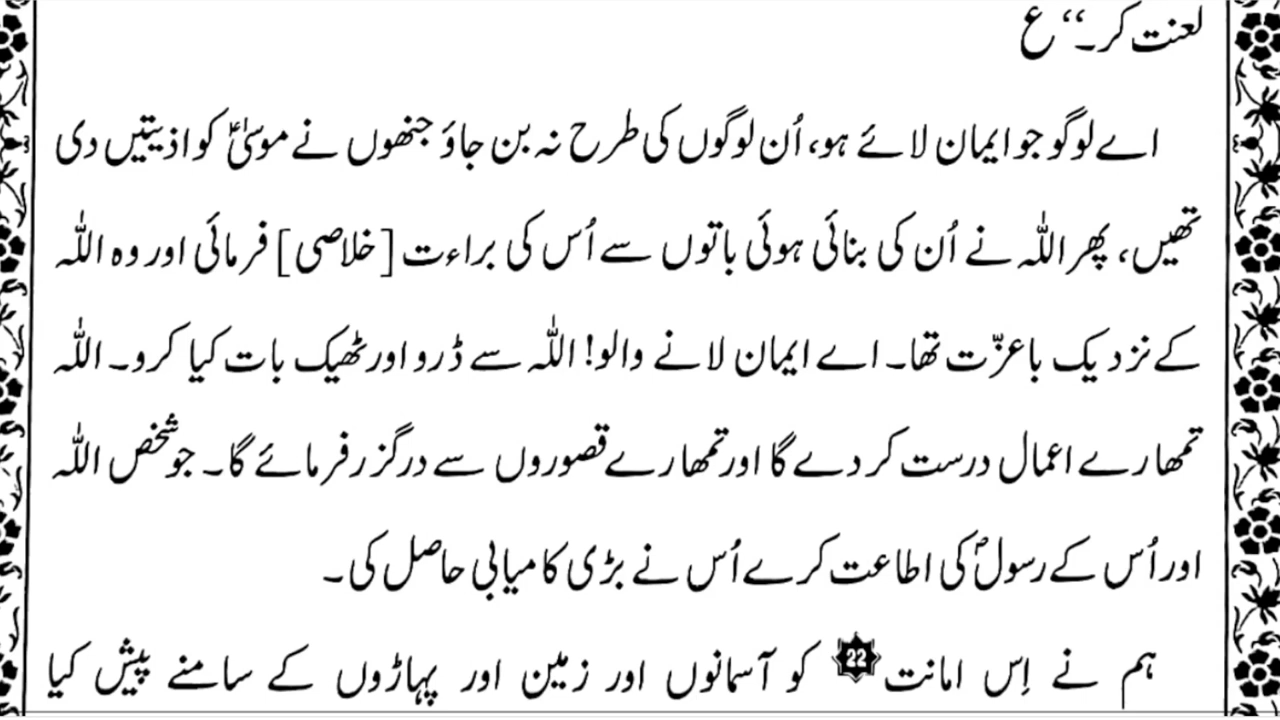 لعنت کر۔‘‘ ع
اے لوگو جو ایمان لائے ہو، اُن لوگوں کی طرح نہ بن جاؤ جنھوں نے موسیٰؑ کو اذیتیں دی
تھیں، پھر اللہ نے اُن کی بنائی ہوئی باتوں سے اُس کی براءت [خلاصی] فرمائی اور وہ اللہ
کے نزدیک باعزّت تھا۔ اے ایمان لانے والو! اللہ سے ڈرو اور ٹھیک بات کیا کرو۔ اللہ
تمھارے اعمال درست کر دے گا اور تمھارے قصوروں سے درگزر فرمائے گا۔ جو شخص اللہ
اور اُس کے رسولؐ کی اطاعت کرے اُس نے بڑی کامیابی حاصل کی۔
ہم نے اِس امانت 22 کو آسمانوں اور زمین اور پہاڑوں کے سامنے پیش کیا